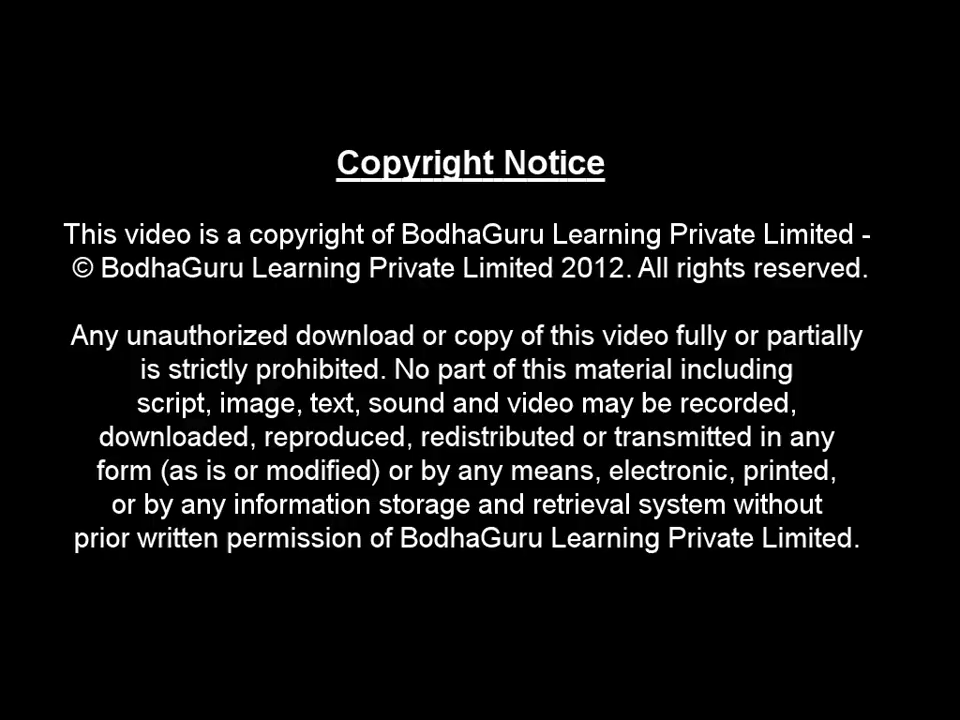 Copyright Notice
This video is a copyright of BodhaGuru Learning Private Limited -
© BodhaGuru Learning Private Limited 2012. All rights reserved.
Any unauthorized download or copy of this video fully or partially
is strictly prohibited. No part of this material including
script, image, text, sound and video may be recorded,
downloaded, reproduced, redistributed or transmitted in any
form (as is or modified) or by any means, electronic, printed,
or by any information storage and retrieval system without
prior written permission of BodhaGuru Learning Private Limited.